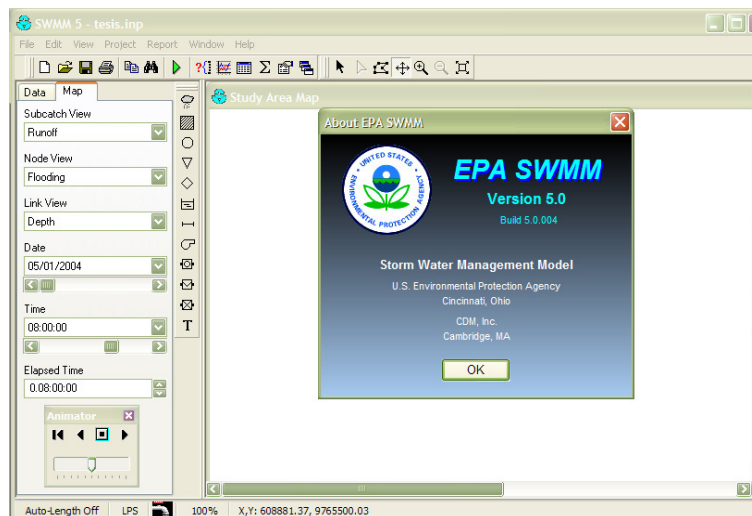 SWMM 5 - tesis.inp
File Edit View Project Report Window Help
Data Map
Subcatch View
Runoff
Node View
Flooding
Link View
Depth
Date
05/01/2004
Time
08:00:00
Elapsed Time
0.08:00:00
Animator
T
Study Area Map
About EPA SWMM
UNITED STATES
ENVIRONMENTAL PROTECTION AGENCY
EPA SWMM
Version 5.0
Build 5.0.004
Storm Water Management Model
U.S. Environmental Protection Agency
Cincinnati, Ohio
CDM, Inc.
Cambridge, MA
OK
Auto-Length Off LPS 100% X,Y: 608881.37, 9765500.03